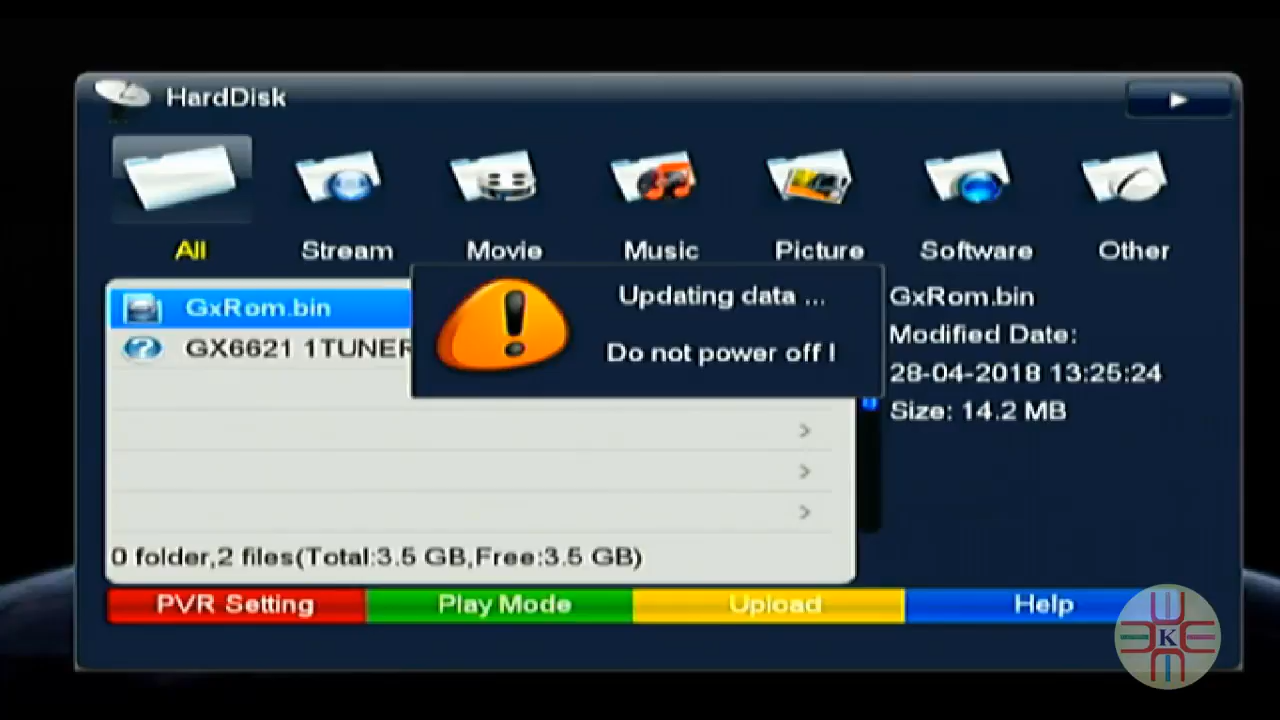 HardDisk
All
Stream
Movie
Music
Picture
Software
Other
GxRom.bin
GX6621 1TUNER
Updating data ...
Do not power off !
GxRom.bin
Modified Date:
28-04-2018 13:25:24
Size: 14.2 MB
0 folder,2 files(Total:3.5 GB,Free:3.5 GB)
PVR Setting
Play Mode
Upload
Help
K